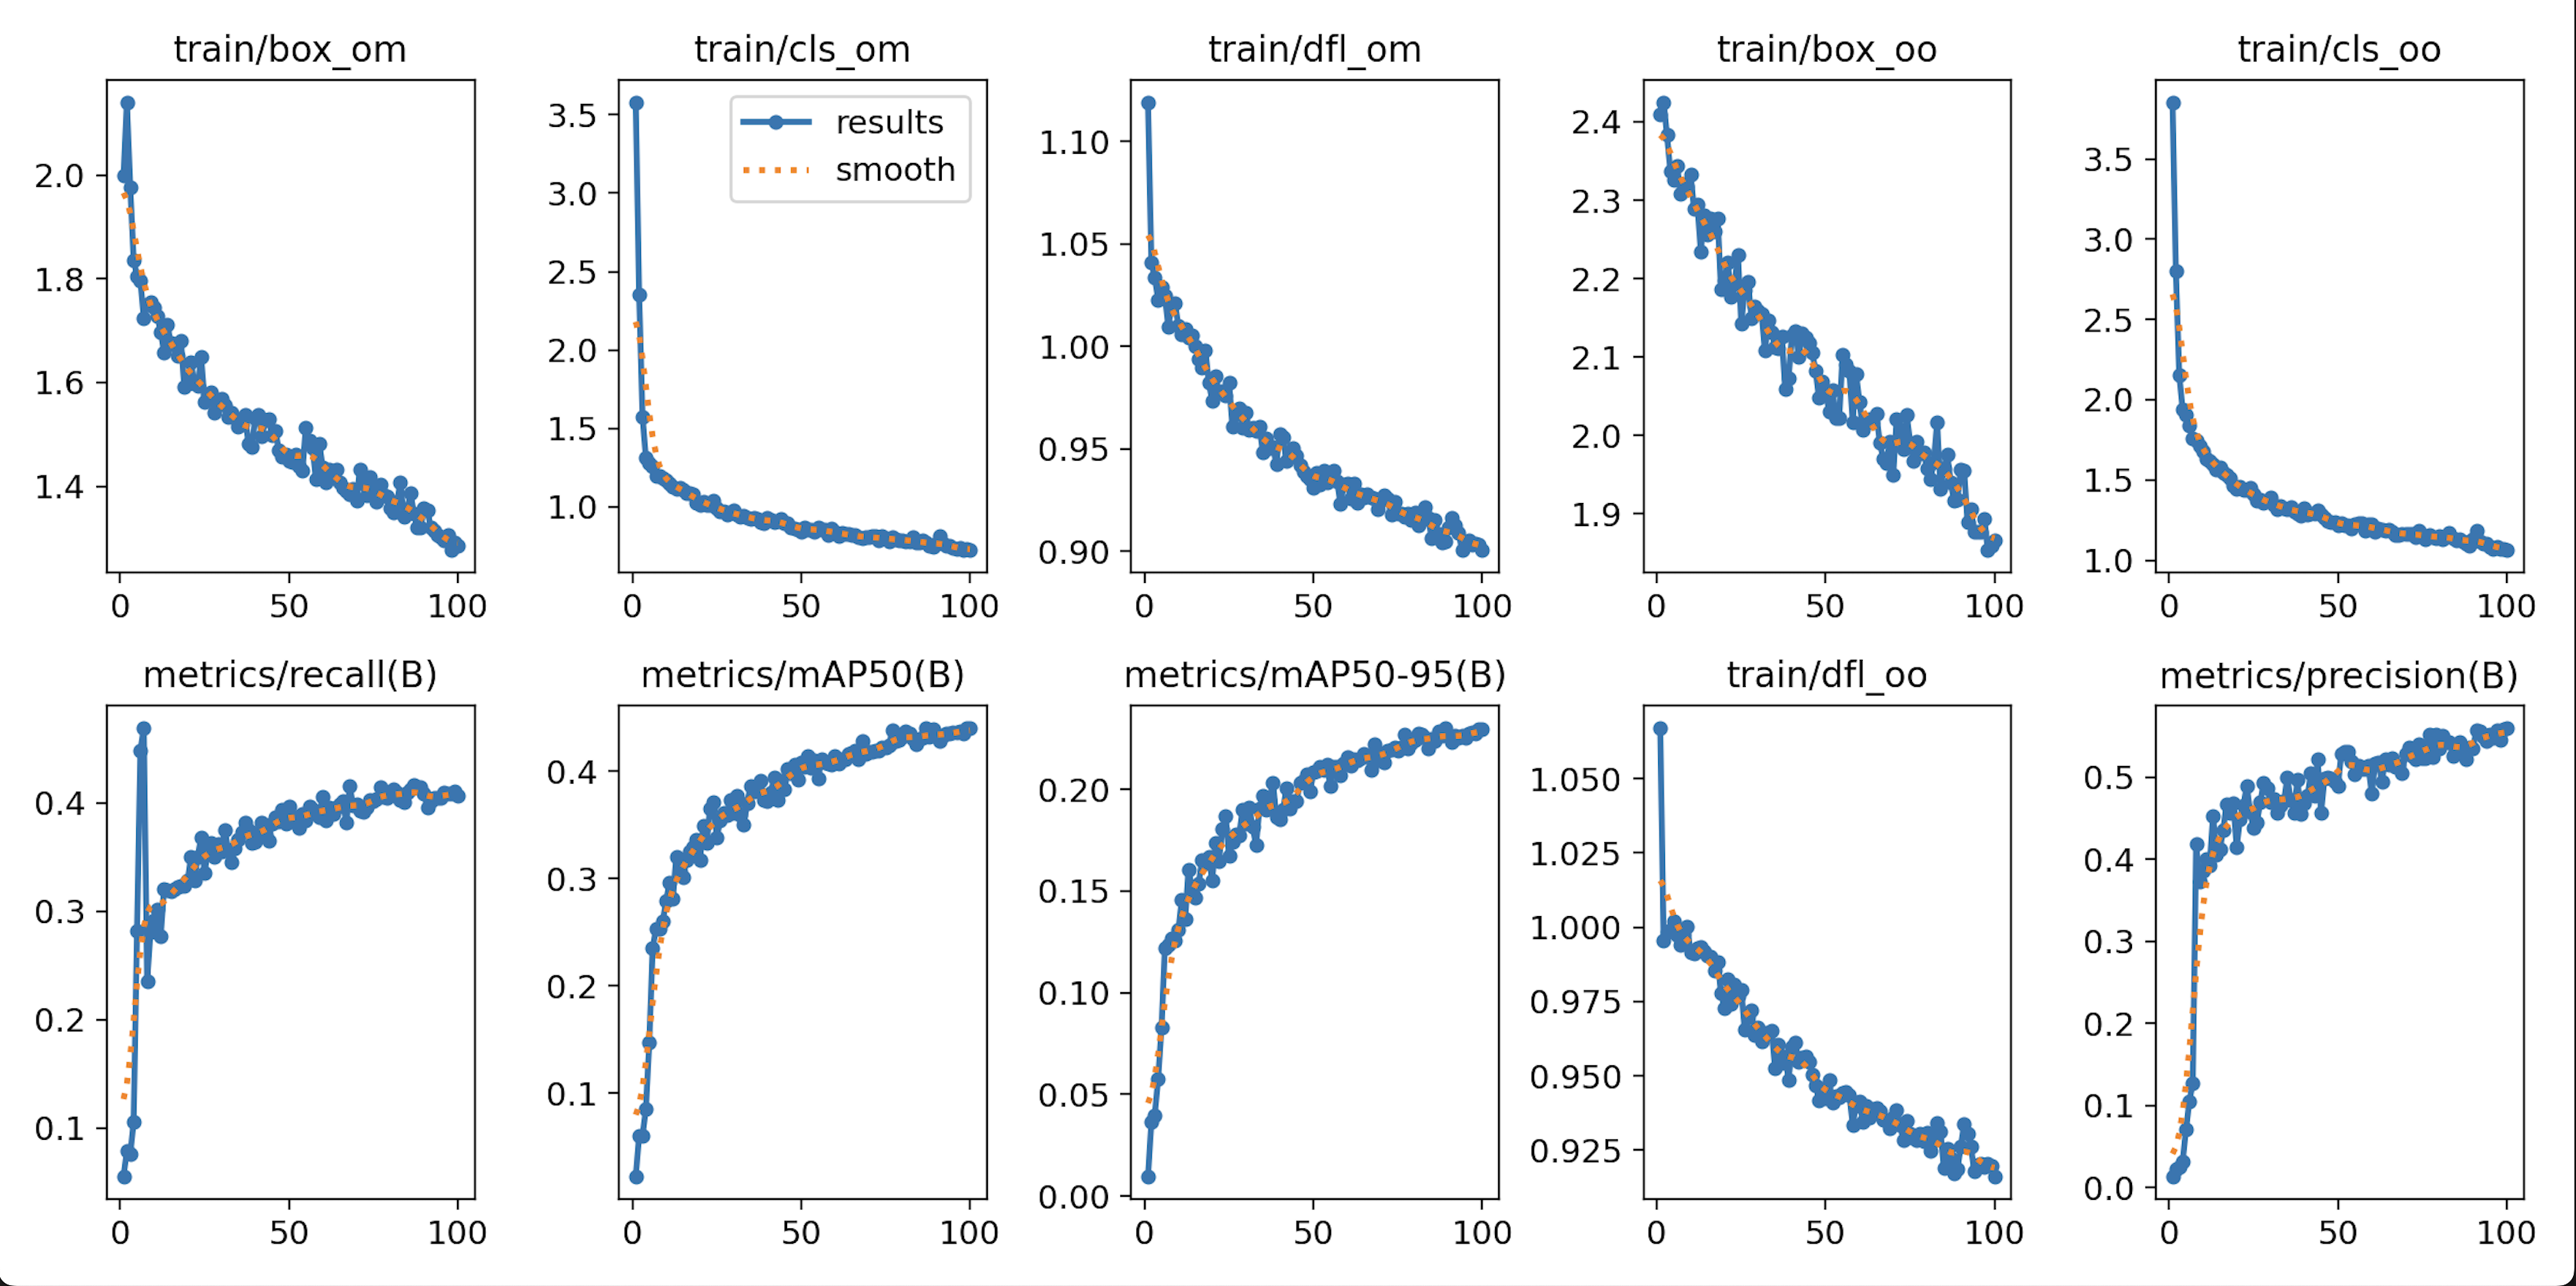 train/box_om
train/cls_om
train/dfl_om
train/box_oo
train/cls_oo
2.0
1.8
1.6
1.4
0 50 100
3.5
3.0
2.5
2.0
1.5
1.0
0 50 100
results
smooth
1.10
1.05
1.00
0.95
0.90
0 50 100
2.4
2.3
2.2
2.1
2.0
1.9
0 50 100
3.5
3.0
2.5
2.0
1.5
1.0
0 50 100
metrics/recall(B)
metrics/mAP50(B)
metrics/mAP50-95(B)
train/dfl_oo
metrics/precision(B)
0.4
0.3
0.2
0.1
0 50 100
0.4
0.3
0.2
0.1
0 50 100
0.20
0.15
0.10
0.05
0.00
0 50 100
1.050
1.025
1.000
0.975
0.950
0.925
0 50 100
0.5
0.4
0.3
0.2
0.1
0.0
0 50 100